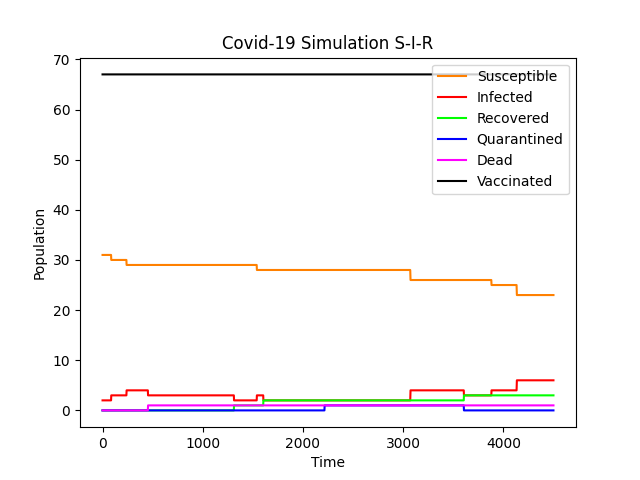 Covid-19 Simulation S-I-R
70
60
50
40
30
20
10
0
Population
0 1000 2000 3000 4000
Time
Susceptible
Infected
Recovered
Quarantined
Dead
Vaccinated